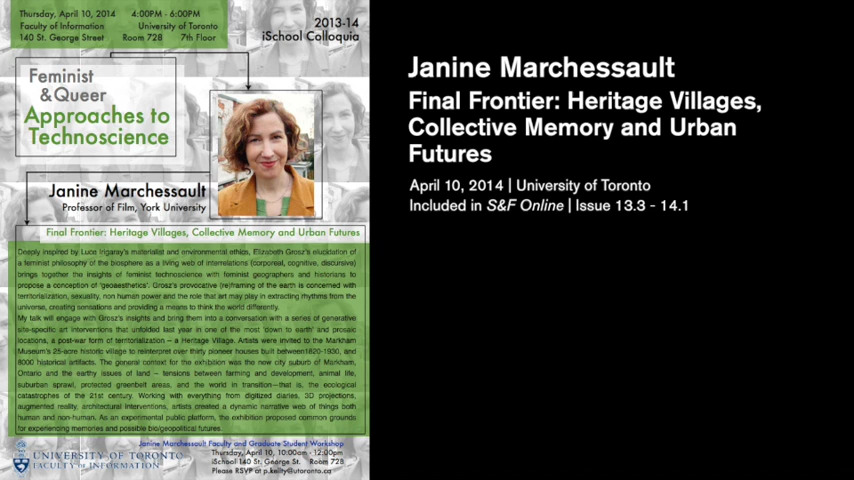 Thursday, April 10, 2014 4:00PM - 6:00PM
Faculty of Information University of Toronto
140 St. George Street Room 728 7th Floor
2013-14
iSchool Colloquia
Feminist
&Queer
Approaches to
Technoscience
Janine Marchessault
Professor of Film, York University
Final Frontier: Heritage Villages, Collective Memory and Urban Futures
Deeply inspired by Luce Irigaray's materialist and environmental ethics, Elizabeth Grosz's elucidation of
a feminist philosophy of the biosphere as a living web of interrelations (corporeal, cognitive, discursive)
brings together the insights of feminist technoscience with feminist geographers and historians to
propose a conception of 'geoaesthetics'. Grosz's provocative (re)framing of the earth is concerned with
territorialization, sexuality, non human power and the role that art may play in extracting rhythms from the
universe, creating sensations and providing a means to think the world differently.
My talk will engage with Grosz's insights and bring them into a conversation with a series of generative
site-specific art interventions that unfolded last year in one of the most 'down to earth' and prosaic
locations, a post-war form of territorialization – a Heritage Village. Artists were invited to the Markham
Museum's 25-acre historic village to reinterpret over thirty pioneer houses built between1820-1930, and
8000 historical artifacts. The general context for the exhibition was the new city suburb of Markham,
Ontario and the earthy issues of land – tensions between farming and development, animal life,
suburban sprawl, protected greenbelt areas, and the world in transition—that is, the ecological
catastrophes of the 21st century. Working with everything from digitized diaries, 3D projections,
augmented reality, architectural interventions, artists created a dynamic narrative web of things both
human and non-human. As an experimental public platform, the exhibition proposed common grounds
for experiencing memories and possible bio/geopolitical futures.
Janine Marchessault Faculty and Graduate Student Workshop
Thursday, April 10, 10:00am - 12:00pm
iSchool 140 St. George St. Room 728
Please RSVP at p.keilty@utoronto.ca
UNIVERSITY OF TORONTO
FACULTY OF INFORMATION
Janine Marchessault
Final Frontier: Heritage Villages,
Collective Memory and Urban
Futures
April 10, 2014 | University of Toronto
Included in S&F Online | Issue 13.3 - 14.1